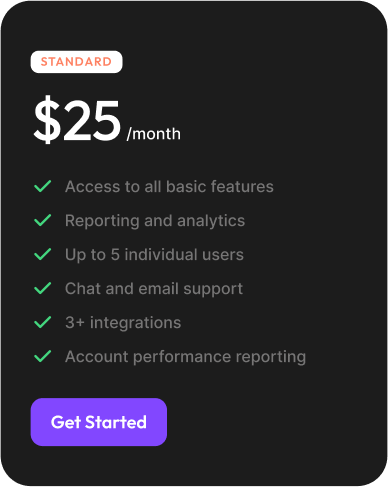 STANDARD
$25 /month
Access to all basic features
Reporting and analytics
Up to 5 individual users
Chat and email support
3+ integrations
Account performance reporting
Get Started